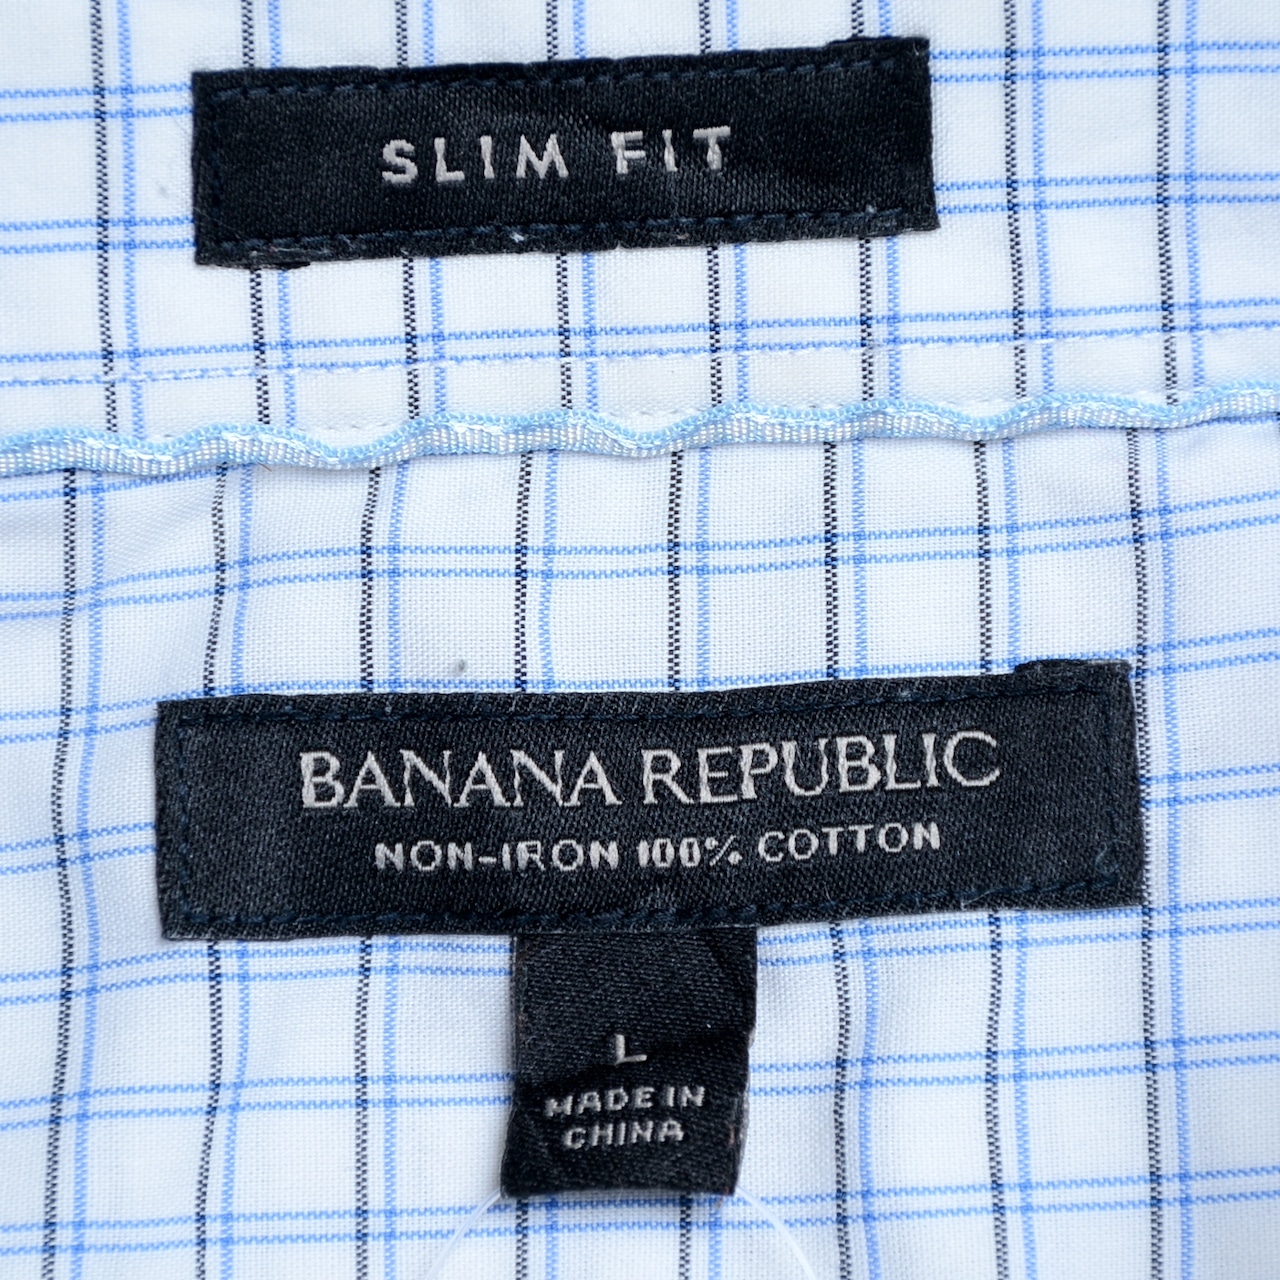 SLIM FIT
BANANA REPUBLIC
NON-IRON 100% COTTON
L
MADE IN
CHINA